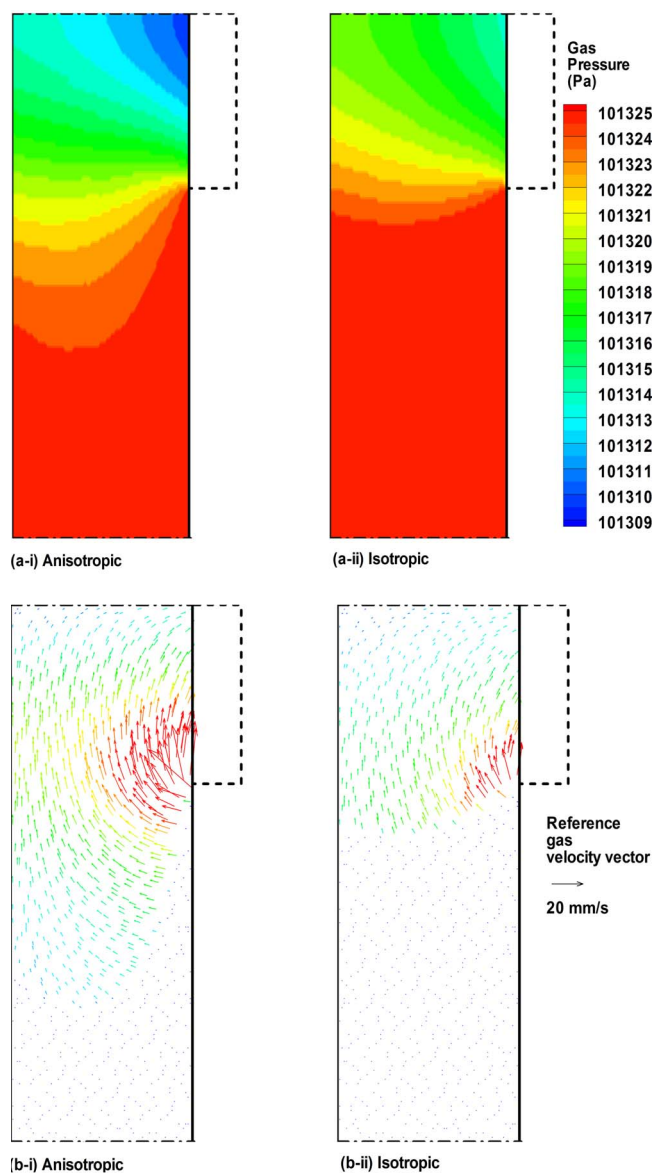 Gas
Pressure
(Pa)
101325
101324
101323
101322
101321
101320
101319
101318
101317
101316
101315
101314
101313
101312
101311
101310
101309
(a-i) Anisotropic
(a-ii) Isotropic
Reference
gas
velocity vector
20 mm/s
(b-i) Anisotropic
(b-ii) Isotropic